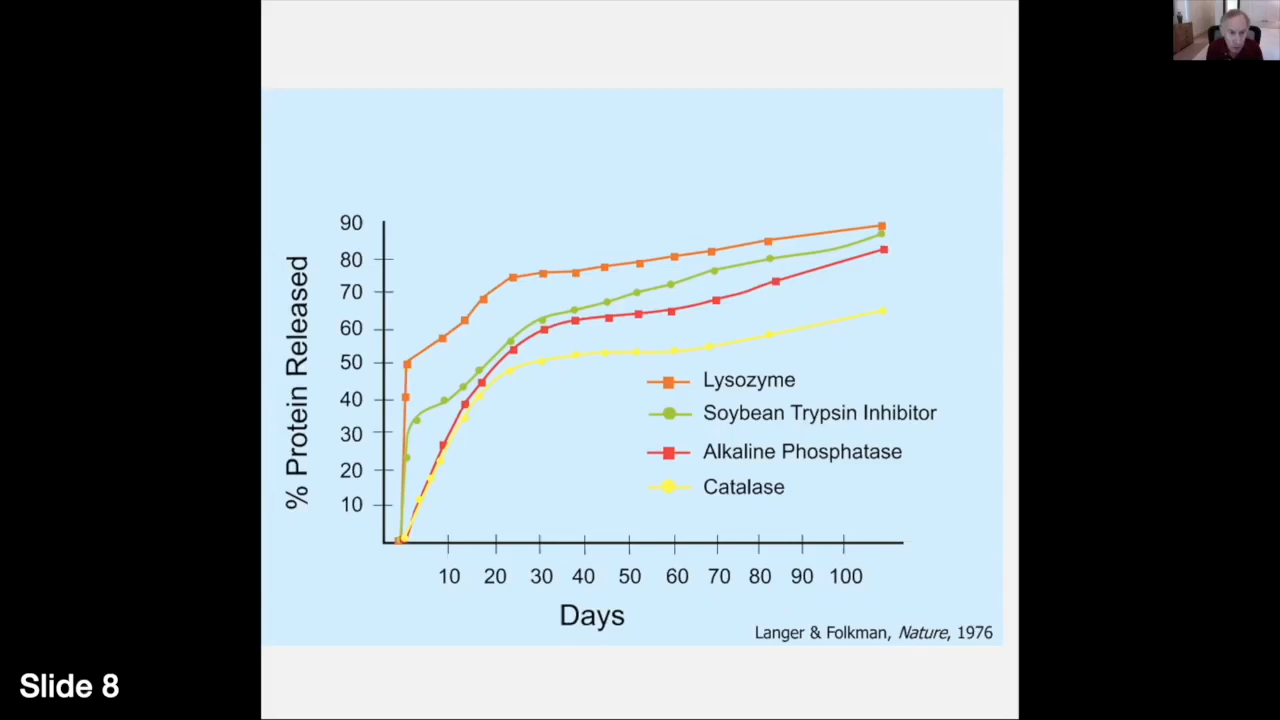 90
80
70
60
50
40
30
20
10
% Protein Released
Lysozyme
Soybean Trypsin Inhibitor
Alkaline Phosphatase
Catalase
10 20 30 40 50 60 70 80 90 100
Days
Langer & Folkman, Nature, 1976
Slide 8